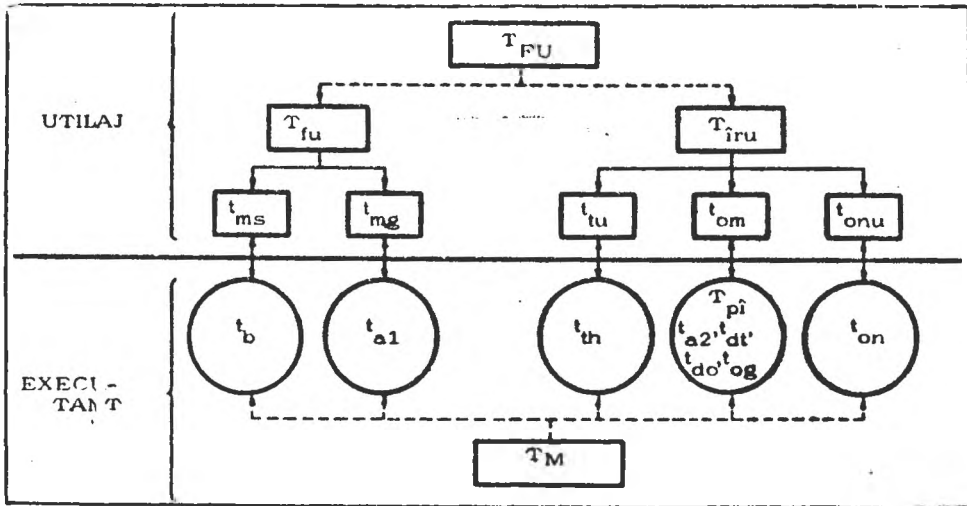 T FU
UTILAJ
T fu
T îru
t ms
t mg
t tu
t om
t onu
t b
t a1
t th
T pî
t a2, t dt,
t do, t og
t on
EXECU-
TANT
T M